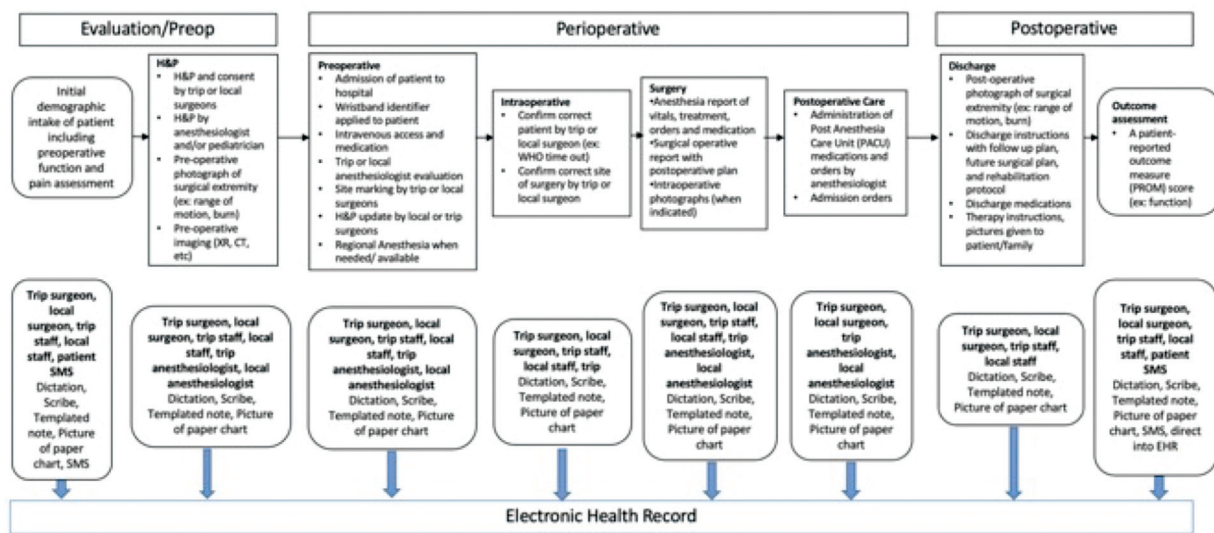 Evaluation/Preop
Perioperative
Postoperative
Initial
demographic
intake of patient
including
preoperative
function and
pain assessment
H&P
• H&P and consent
by trip or local
surgeons
• H&P by
anesthesiologist
and/or pediatrician
• Pre-operative
photograph of
surgical extremity
(ex: range of
motion, burn)
• Pre-operative
imaging (XR, CT,
etc)
Preoperative
• Admission of patient to
hospital
• Wristband identifier
applied to patient
• Intravenous access and
medication
• Trip or local
anesthesiologist evaluation
• Site marking by trip or local
surgeons
• H&P update by local or trip
surgeons
• Regional Anesthesia when
needed/ available
Intraoperative
• Confirm correct
patient by trip or
local surgeon (ex:
WHO time out)
• Confirm correct site
of surgery by trip or
local surgeon
Surgery
•Anesthesia report of
vitals, treatment,
orders and medication
•Surgical operative
report with
postoperative plan
•Intraoperative
photographs (when
indicated)
Postoperative Care
• Administration of
Post Anesthesia
Care Unit (PACU)
medications and
orders by
anesthesiologist
• Admission orders
Discharge
• Post-operative
photograph of surgical
extremity (ex: range of
motion, burn)
• Discharge instructions
with follow up plan,
future surgical plan,
and rehabilitation
protocol
• Discharge medications
• Therapy instructions,
pictures given to
patient/family
Outcome
assessment
• A patient-
reported
outcome
measure
(PROM) score
(ex: function)
Trip surgeon,
local
surgeon, trip
staff, local
staff, patient
SMS
Dictation,
Scribe,
Templated
note, Picture
of paper
chart, SMS
Trip surgeon, local
surgeon, trip staff, local
staff, trip
anesthesiologist, local
anesthesiologist
Dictation, Scribe,
Templated note, Picture
of paper chart
Trip surgeon, local
surgeon, trip staff, local
staff, trip
anesthesiologist, local
anesthesiologist
Dictation, Scribe,
Templated note, Picture
of paper chart
Trip surgeon, local
surgeon, trip staff,
local staff, trip
Dictation, Scribe,
Templated note,
Picture of paper
chart
Trip surgeon, local
surgeon, trip staff,
local staff, trip
anesthesiologist,
local anesthesiologist
Dictation, Scribe,
Templated note,
Picture of paper chart
Trip surgeon,
local surgeon,
trip
anesthesiologist,
local
anesthesiologist
Dictation, Scribe,
Templated note,
Picture of paper
chart
Trip surgeon, local
surgeon, trip staff,
local staff
Dictation, Scribe,
Templated note,
Picture of paper chart
Trip surgeon,
local surgeon,
trip staff, local
staff, patient
SMS
Dictation, Scribe,
Templated note,
Picture of paper
chart, SMS, direct
into EHR
Electronic Health Record